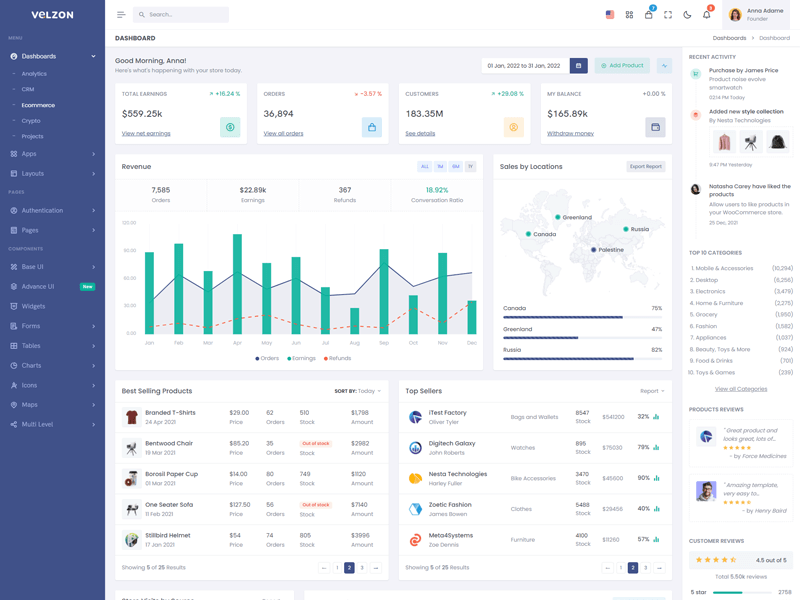 VELZON
Search...
7
5
Anna Adame
Founder
MENU
Dashboards
Analytics
CRM
Ecommerce
Crypto
Projects
Apps
Layouts
PAGES
Authentication
Pages
COMPONENTS
Base UI
Advance UI
New
Widgets
Forms
Tables
Charts
Icons
Maps
Multi Level
DASHBOARD
Dashboards > Dashboard
Good Morning, Anna!
Here's what's happening with your store today.
01 Jan, 2022 to 31 Jan, 2022
Add Product
TOTAL EARNINGS
+16.24 %
$559.25k
View net earnings
ORDERS
-3.57 %
36,894
View all orders
CUSTOMERS
+29.08 %
183.35M
See details
MY BALANCE
+0.00 %
$165.89k
Withdraw money
Revenue
ALL 1M 6M 1Y
7,585
Orders
$22.89k
Earnings
367
Refunds
18.92%
Conversation Ratio
120.00
90.00
60.00
30.00
0.00
Jan Feb Mar Apr May Jun Jul Aug Sep Oct Nov Dec
Orders Earnings Refunds
Sales by Locations
Export Report
Greenland
Canada
Russia
Palestine
Canada 75%
Greenland 47%
Russia 82%
Best Selling Products
SORT BY: Today
Branded T-Shirts
24 Apr 2021
$29.00
Price
62
Orders
510
Stock
$1,798
Amount
Bentwood Chair
19 Mar 2021
$85.20
Price
35
Orders
Out of stock
Stock
$2982
Amount
Borosil Paper Cup
01 Mar 2021
$14.00
Price
80
Orders
749
Stock
$1120
Amount
One Seater Sofa
11 Feb 2021
$127.50
Price
56
Orders
Out of stock
Stock
$7140
Amount
Stillbird Helmet
17 Jan 2021
$54
Price
74
Orders
805
Stock
$3996
Amount
Showing 5 of 25 Results
← 1 2 3 →
Top Sellers
Report
iTest Factory
Oliver Tyler
Bags and Wallets
8547
Stock
$541200
32%
Digitech Galaxy
John Roberts
Watches
895
Stock
$75030
79%
Nesta Technologies
Harley Fuller
Bike Accessories
3470
Stock
$45600
90%
Zoetic Fashion
James Bowen
Clothes
5488
Stock
$29456
40%
Meta4Systems
Zoe Dennis
Furniture
4100
Stock
$11260
57%
Showing 5 of 25 Results
← 1 2 3 →
RECENT ACTIVITY
Purchase by James Price
Product noise evolve
smartwatch
02:14 PM Today
Added new style collection
By Nesta Technologies
9:47 PM Yesterday
Natasha Carey have liked the
products
Allow users to like products in
your WooCommerce store.
25 Dec, 2021
TOP 10 CATEGORIES
1. Mobile & Accessories (10,294)
2. Desktop (6,256)
3. Electronics (3,479)
4. Home & Furniture (2,275)
5. Grocery (1,950)
6. Fashion (1,582)
7. Appliances (1,037)
8. Beauty, Toys & More (924)
9. Food & Drinks (701)
10. Toys & Games (239)
View all Categories
PRODUCTS REVIEWS
" Great product and
looks great, lots of...
- by Force Medicines
" Amazing template,
very easy to...
- by Henry Baird
CUSTOMER REVIEWS
4.5 out of 5
Total 5.50k reviews
5 star 2758